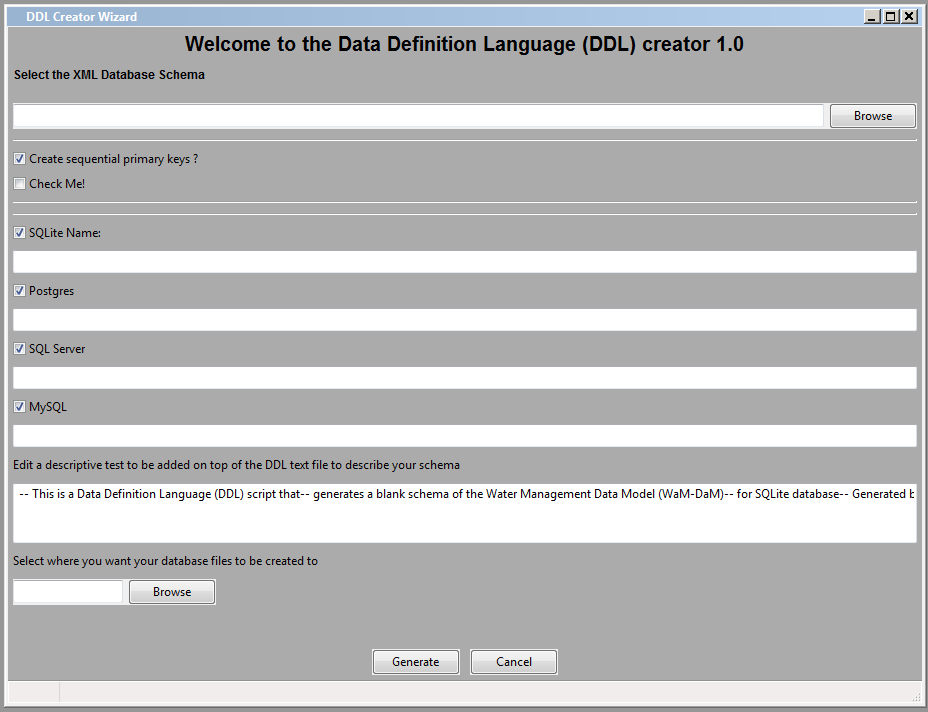 DDL Creator Wizard
Welcome to the Data Definition Language (DDL) creator 1.0
Select the XML Database Schema
Browse
Create sequential primary keys ?
Check Me!
SQLite Name:
Postgres
SQL Server
MySQL
Edit a descriptive test to be added on top of the DDL text file to describe your schema
-- This is a Data Definition Language (DDL) script that-- generates a blank schema of the Water Management Data Model (WaM-DaM)-- for SQLite database-- Generated b
Select where you want your database files to be created to
Browse
Generate Cancel